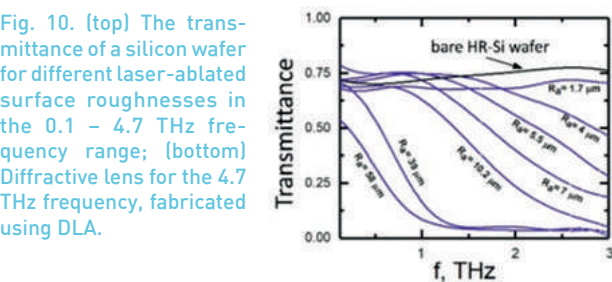 Fig. 10. (top) The trans-
mittance of a silicon wafer
for different laser-ablated
surface roughnesses in
the 0.1 – 4.7 THz fre-
quency range; (bottom)
Diffractive lens for the 4.7
THz frequency, fabricated
using DLA.
Transmittance
1.00
0.75
0.50
0.25
0.00
bare HR-Si wafer
Ra= 1.7 μm
Ra= 4 μm
Ra= 5.5 μm
Ra= 7 μm
Ra= 10.2 μm
Ra= 39 μm
Ra= 58 μm
1
2
3
f, THz